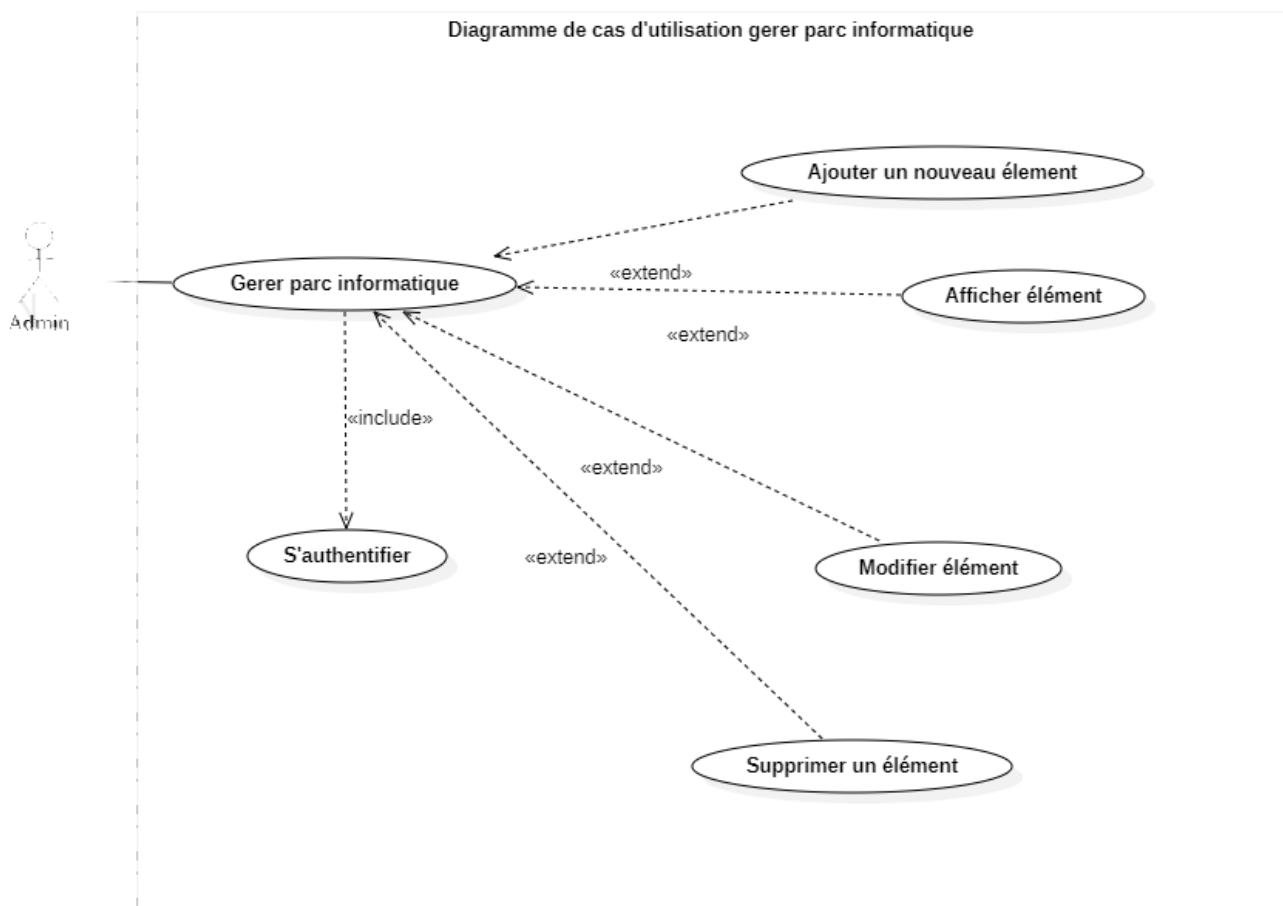 Diagramme de cas d'utilisation gerer parc informatique
Ajouter un nouveau élement
Gerer parc informatique
«extend»
Afficher élément
Admin
«extend»
«include»
«extend»
S'authentifier
«extend»
Modifier élément
Supprimer un élément